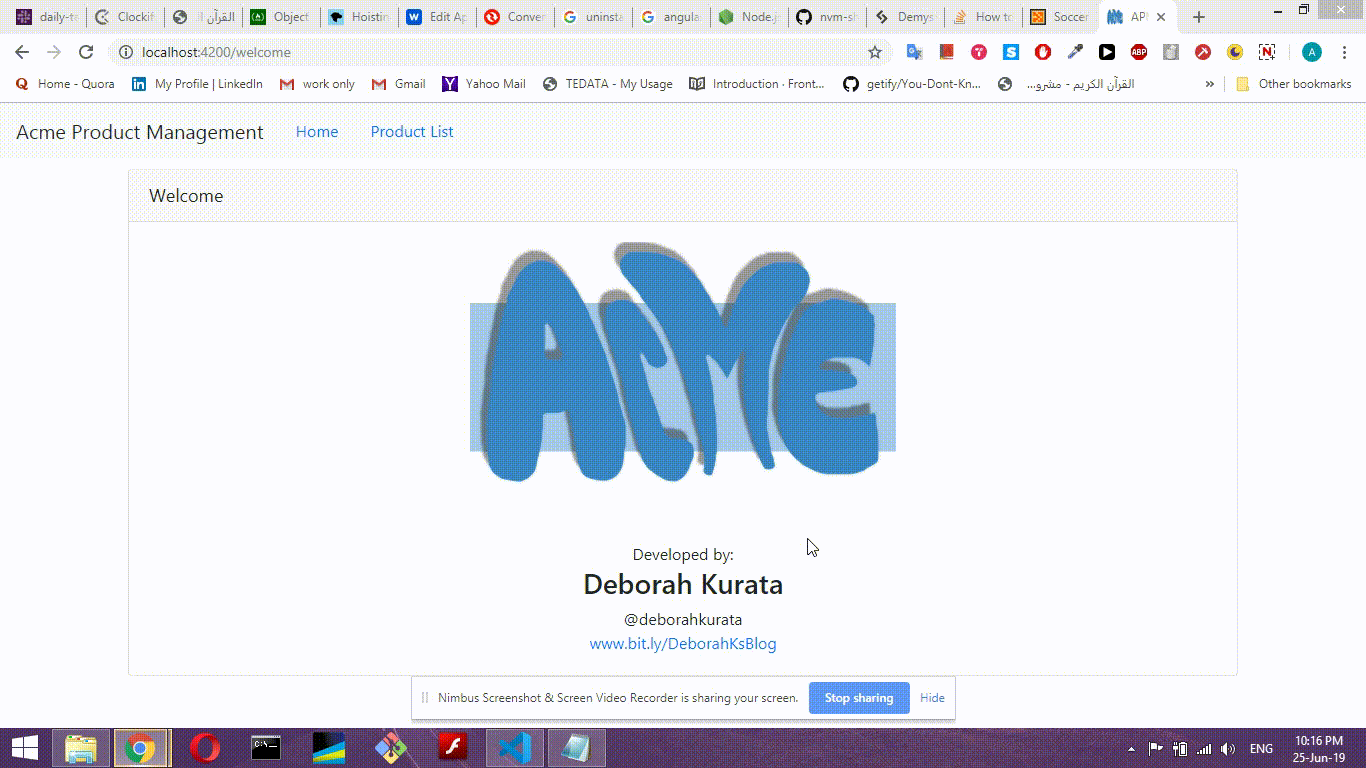 daily-t
Clockif
القرآن ال
Object
Hoistin
Edit Ap
Conver
uninsta
angula
Node.js
nvm-sl
Demys
How to
Soccer
localhost:4200/welcome
Home - Quora
My Profile | LinkedIn
work only
Gmail
Yahoo Mail
TEDATA - My Usage
Introduction · Front...
getify/You-Dont-Kn...
القرآن الكريم - مشرو...
»
Other bookmarks
Acme Product Management
Home
Product List
Welcome
AcMe
Developed by:
Deborah Kurata
@deborahkurata
www.bit.ly/DeborahKsBlog
Nimbus Screenshot & Screen Video Recorder is sharing your screen.
Stop sharing
Hide
ENG
10:16 PM
25-Jun-19